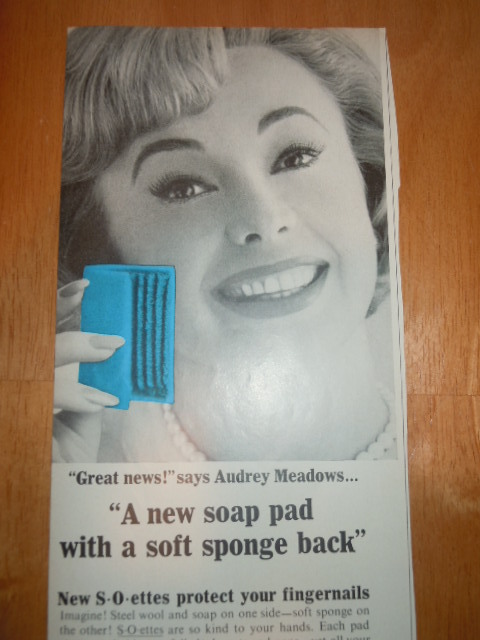 “Great news!” says Audrey Meadows...
“A new soap pad
with a soft sponge back”
New S·O·ettes protect your fingernails
Imagine! Steel wool and soap on one side—soft sponge on
the other! S·O·ettes are so kind to your hands. Each pad